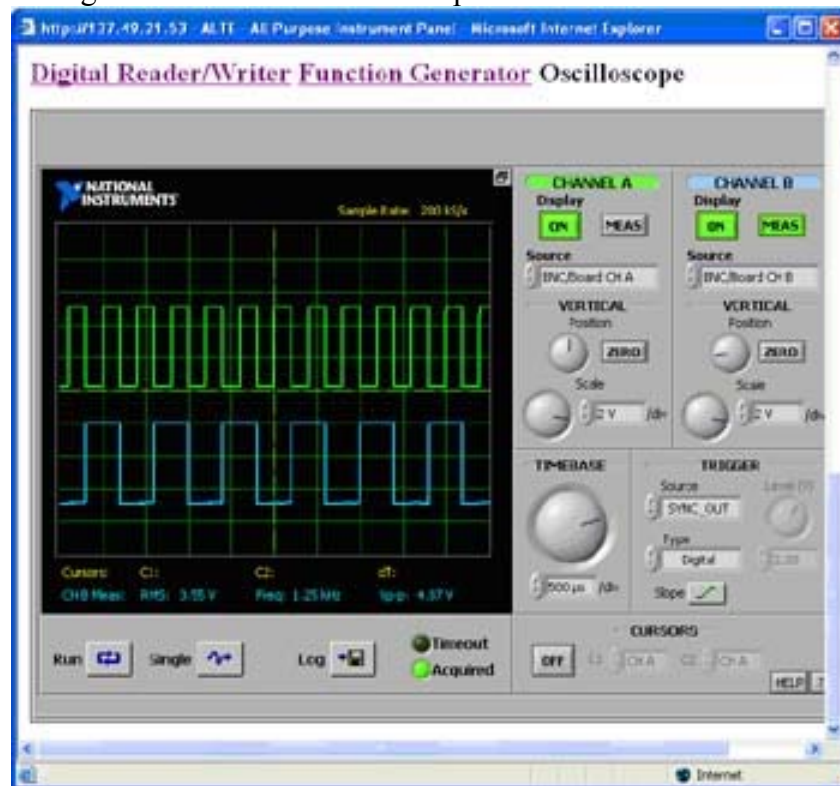 http://137.49.21.53 - ALTE - All Purpose Instrument Panel - Microsoft Internet Explorer
Digital Reader/Writer Function Generator Oscilloscope
NATIONAL
INSTRUMENTS
Sample Rate: 200 kS/s
Cursors: C1: C2: dT:
CHB Meas: RMS: 3.55 V Freq: 1.25 kHz Vp-p: 4.37 V
Run Single Log
Timeout
Acquired
CHANNEL A
Display
ON MEAS
Source
BNC/Board CH A
VERTICAL
Position
ZERO
Scale
2 V /div
CHANNEL B
Display
ON MEAS
Source
BNC/Board CH B
VERTICAL
Position
ZERO
Scale
2 V /div
TIMEBASE
500 µs /div
TRIGGER
Source
SYNC_OUT
Type
Digital
Slope
CURSORS
OFF C1: CH A C2: CH A
HELP
Internet